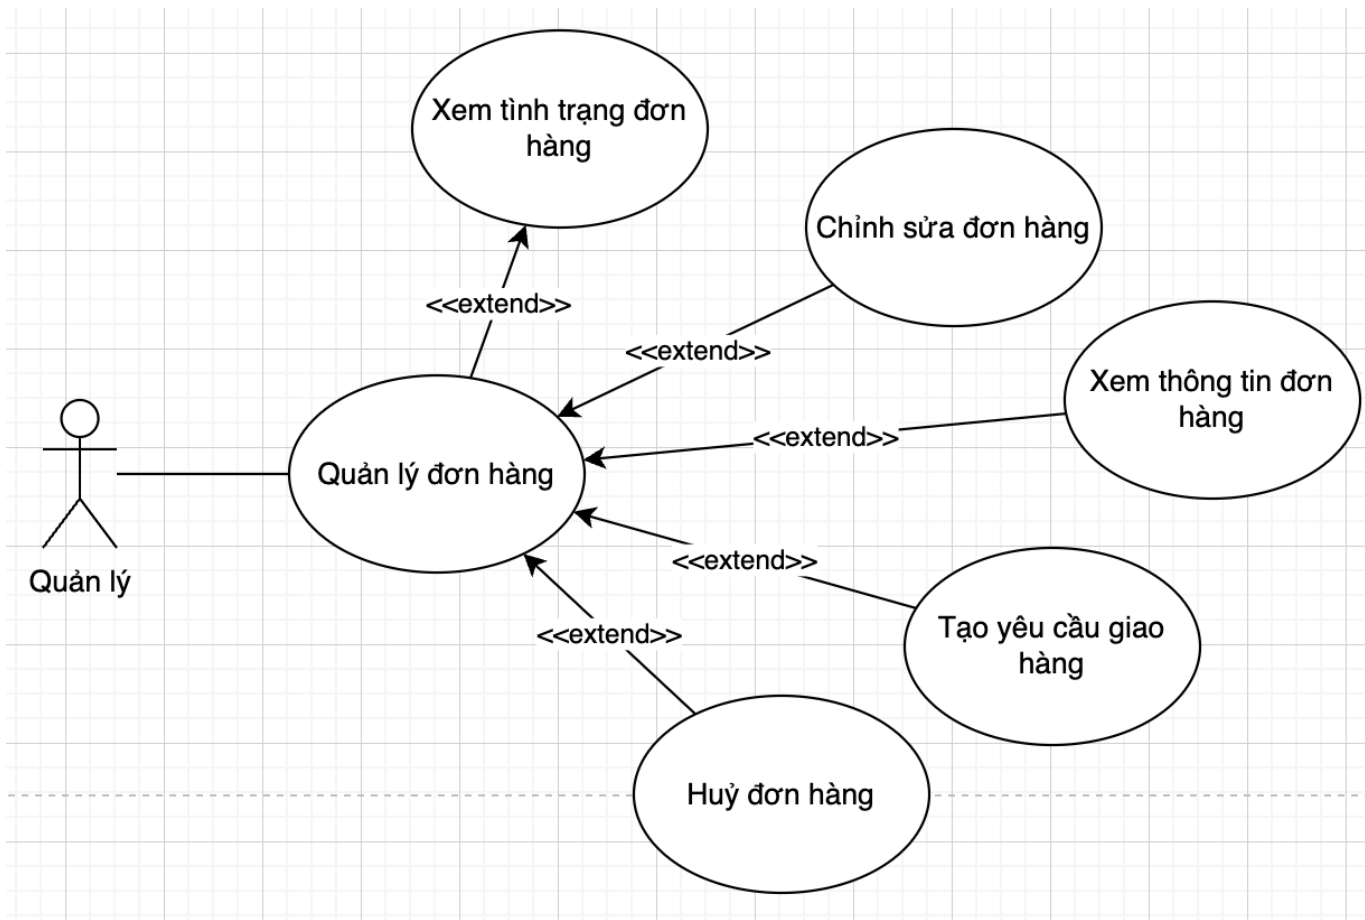 Xem tình trạng đơn
hàng
Chỉnh sửa đơn hàng
<<extend>>
<<extend>>
Xem thông tin đơn
hàng
<<extend>>
Quản lý đơn hàng
<<extend>>
Quản lý
Tạo yêu cầu giao
hàng
<<extend>>
Huỷ đơn hàng